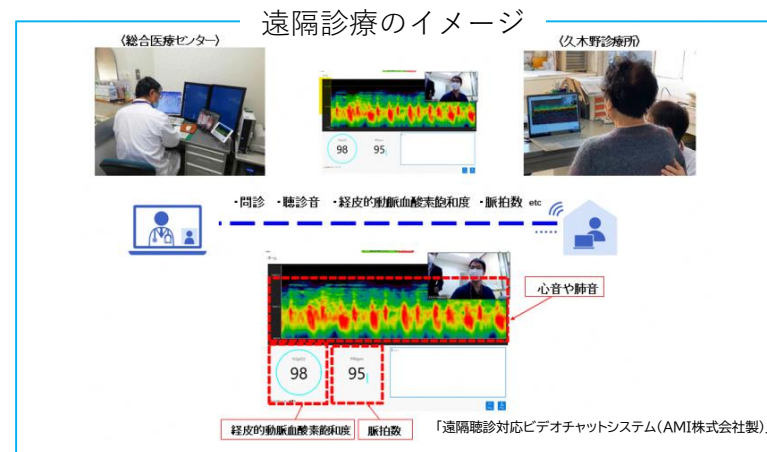 遠隔診療のイメージ
〈総合医療センター〉
〈久木野診療所〉
98
95
・問診 ・聴診音 ・経皮的動脈血酸素飽和度 ・脈拍数 etc
心音や肺音
98
95
経皮的動脈血酸素飽和度
脈拍数
「遠隔聴診対応ビデオチャットシステム(AMI株式会社製)」